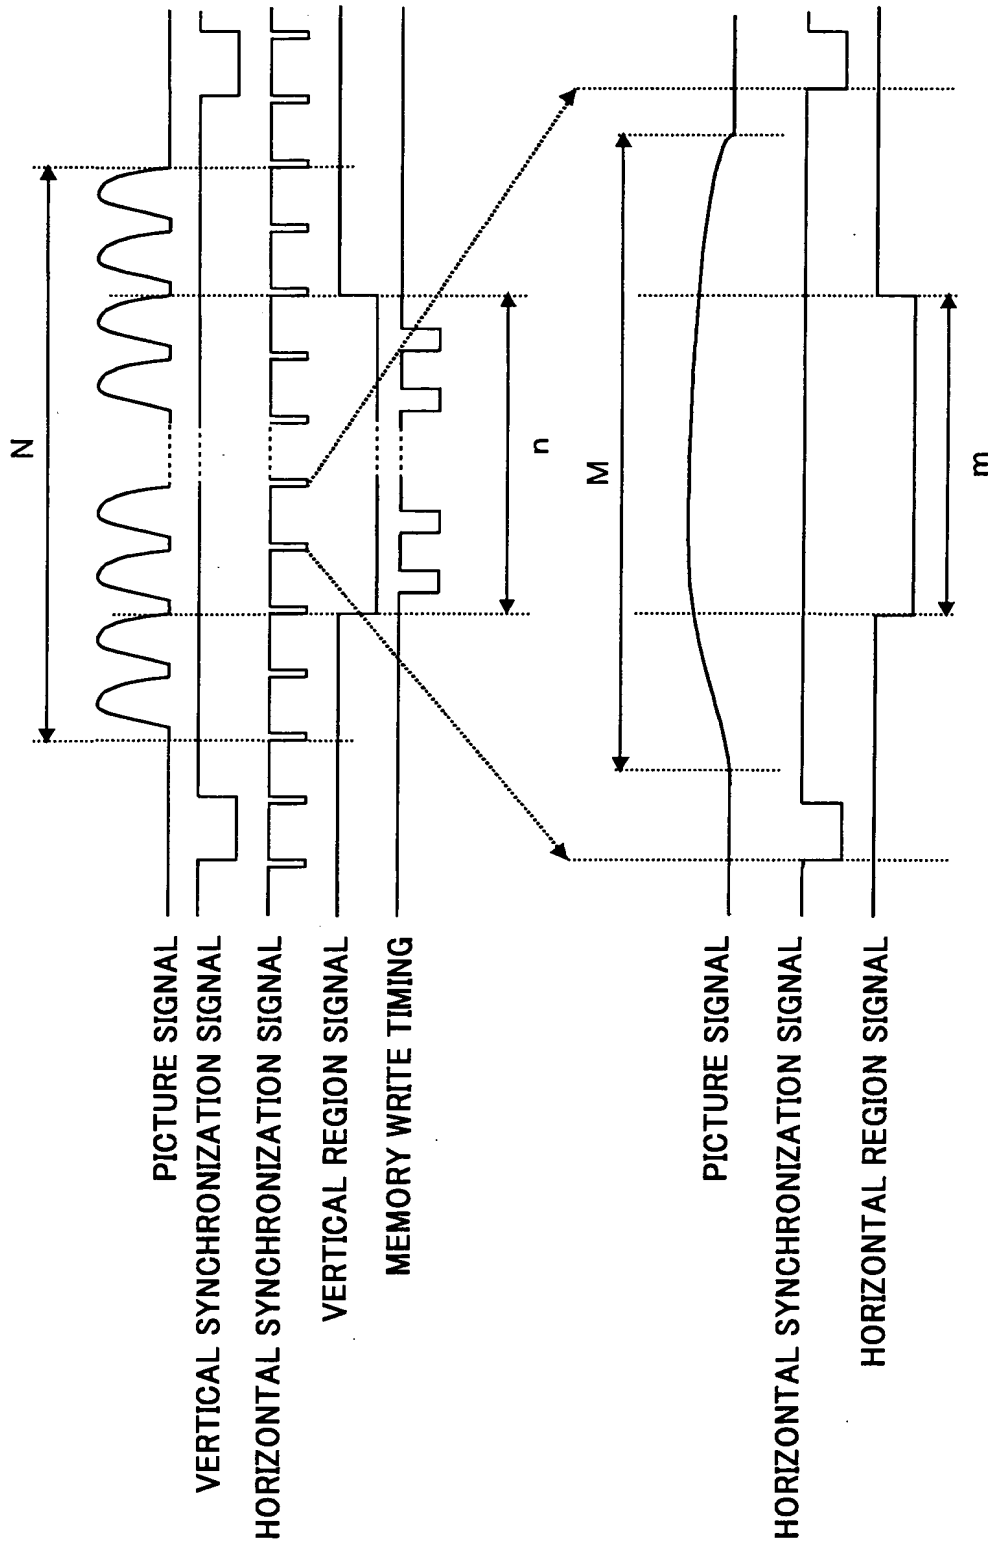 N
PICTURE SIGNAL
VERTICAL SYNCHRONIZATION SIGNAL
HORIZONTAL SYNCHRONIZATION SIGNAL
VERTICAL REGION SIGNAL
MEMORY WRITE TIMING
n
M
PICTURE SIGNAL
HORIZONTAL SYNCHRONIZATION SIGNAL
HORIZONTAL REGION SIGNAL
m